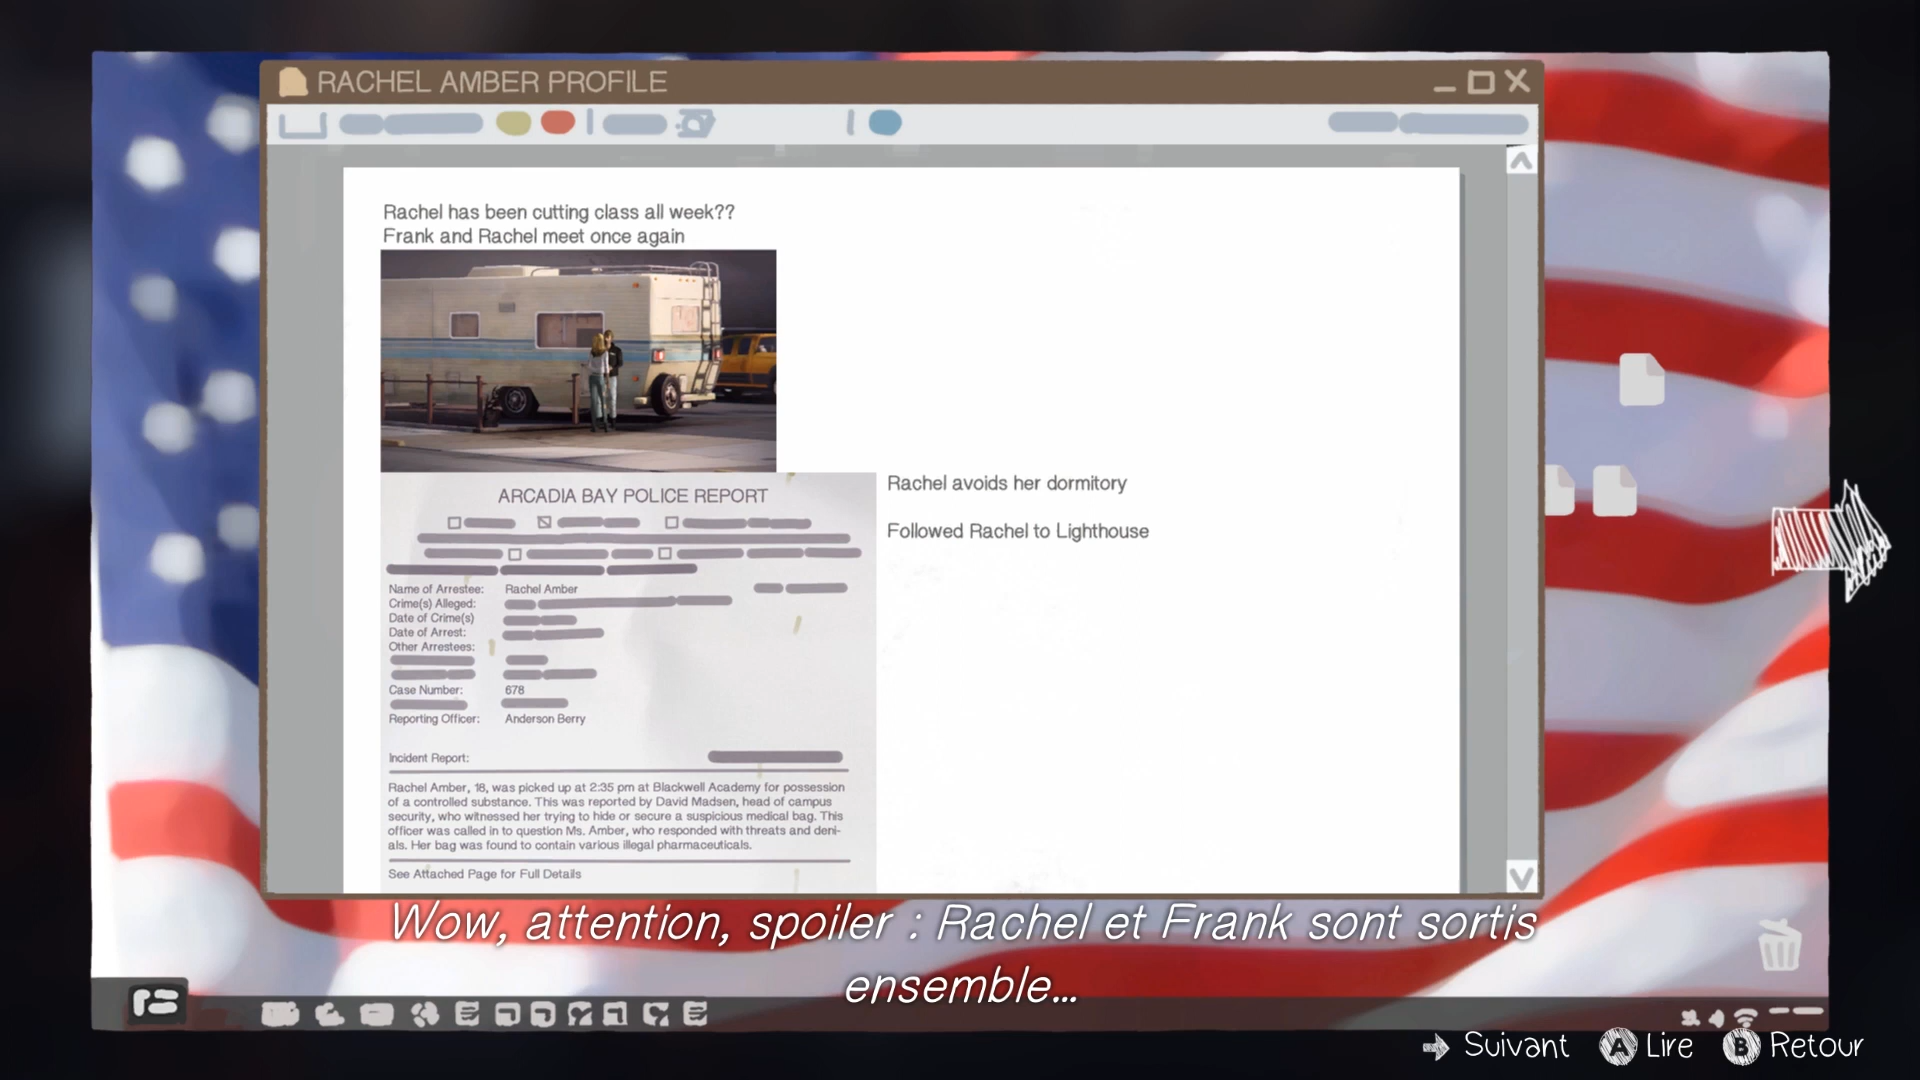 RACHEL AMBER PROFILE
Rachel has been cutting class all week??
Frank and Rachel meet once again
Rachel avoids her dormitory
Followed Rachel to Lighthouse
ARCADIA BAY POLICE REPORT
Name of Arrestee: Rachel Amber
Crime(s) Alleged:
Date of Crime(s)
Date of Arrest:
Other Arrestees:
Case Number: 678
Reporting Officer: Anderson Berry
Incident Report:
Rachel Amber, 18, was picked up at 2:35 pm at Blackwell Academy for possession
of a controlled substance. This was reported by David Madsen, head of campus
security, who witnessed her trying to hide or secure a suspicious medical bag. This
officer was called in to question Ms. Amber, who responded with threats and deni-
als. Her bag was found to contain various illegal pharmaceuticals.
See Attached Page for Full Details
Wow, attention, spoiler : Rachel et Frank sont sortis
ensemble...
Suivant A Lire B Retour